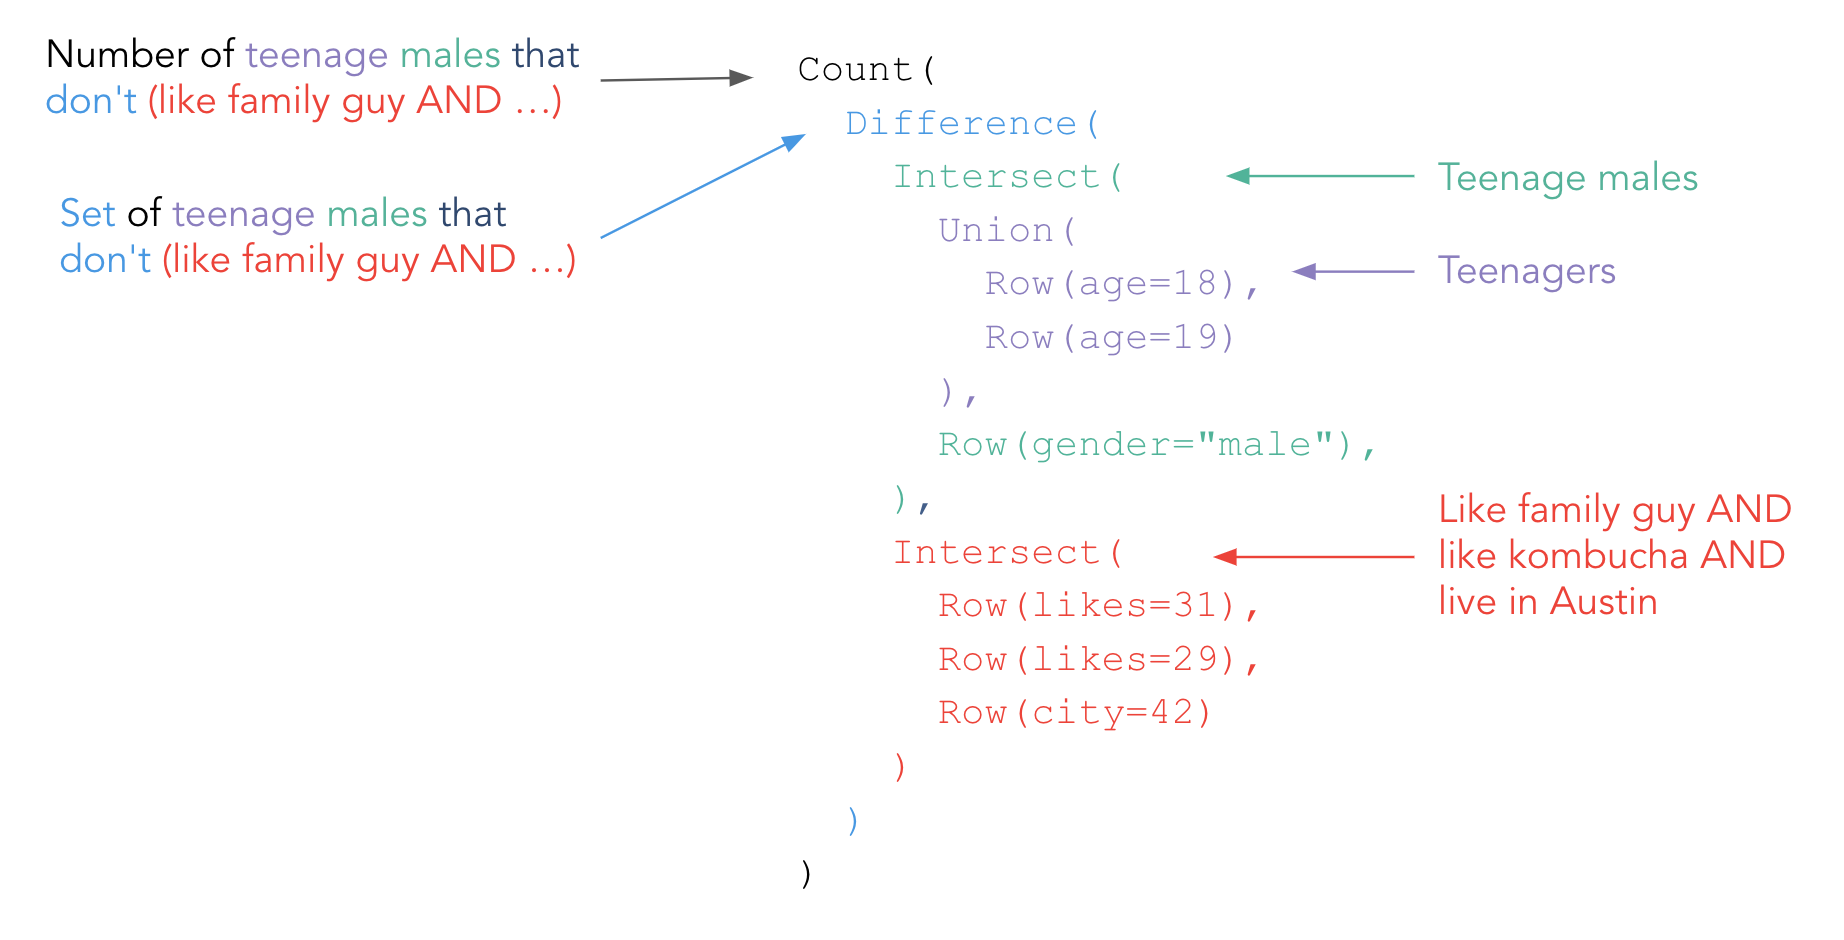 Number of teenage males that
don't (like family guy AND …)
Set of teenage males that
don't (like family guy AND …)
Count(
Difference(
Intersect(
Union(
Row(age=18),
Row(age=19)
),
Row(gender="male"),
),
Intersect(
Row(likes=31),
Row(likes=29),
Row(city=42)
)
)
)
Teenage males
Teenagers
Like family guy AND
like kombucha AND
live in Austin